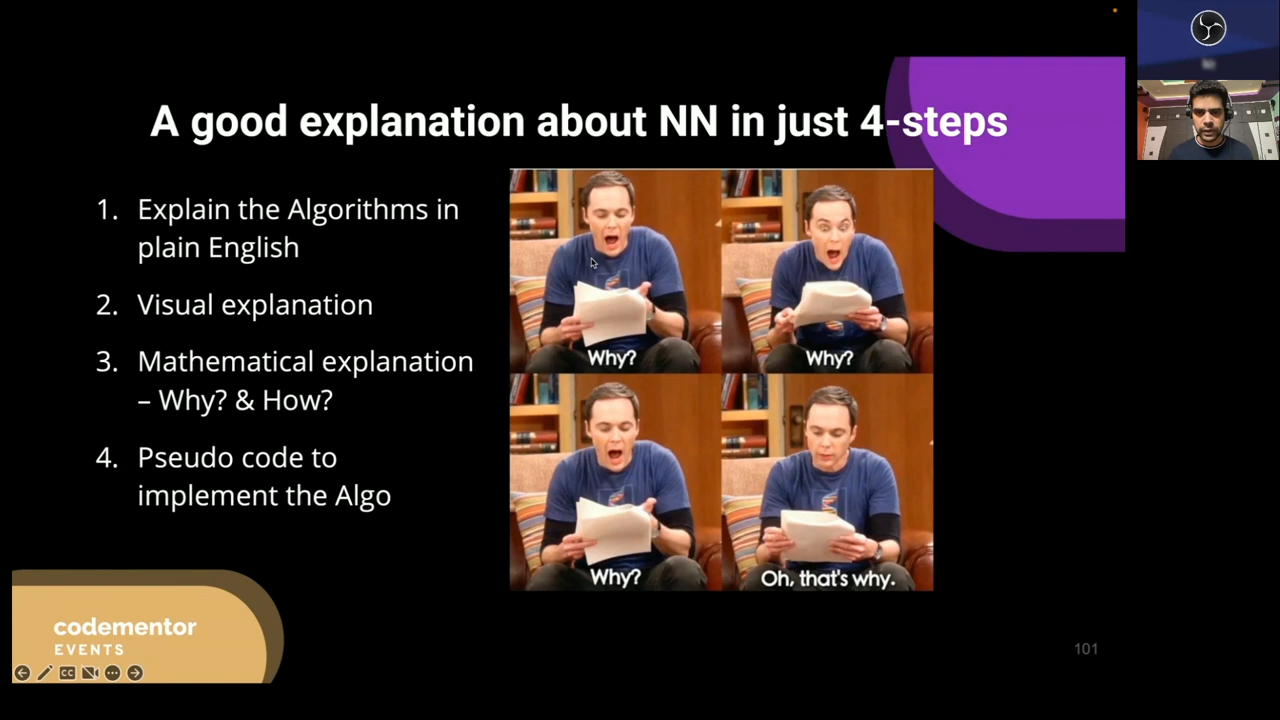 A good explanation about NN in just 4-steps
1. Explain the Algorithms in
plain English
2. Visual explanation
3. Mathematical explanation
– Why? & How?
4. Pseudo code to
implement the Algo
Why?
Why?
Why?
Oh, that's why.
codementor
EVENTS
CC
101